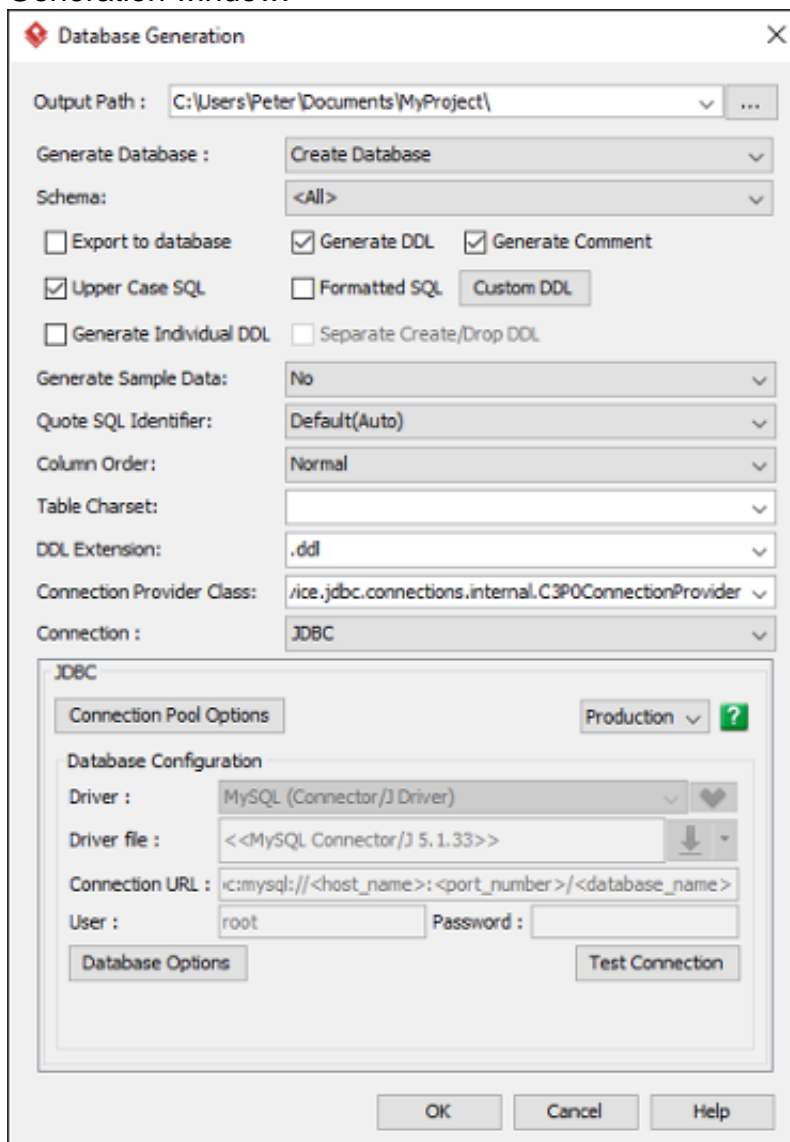 Generation window.
Database Generation
Output Path : C:\Users\Peter\Documents\MyProject\ ...
Generate Database : Create Database
Schema: <All>
Export to database Generate DDL Generate Comment
Upper Case SQL Formatted SQL Custom DDL
Generate Individual DDL Separate Create/Drop DDL
Generate Sample Data: No
Quote SQL Identifier: Default(Auto)
Column Order: Normal
Table Charset:
DDL Extension: .ddl
Connection Provider Class: /ice.jdbc.connections.internal.C3P0ConnectionProvider
Connection : JDBC
JDBC
Connection Pool Options Production ?
Database Configuration
Driver : MySQL (Connector/J Driver)
Driver file : <<MySQL Connector/J 5.1.33>>
Connection URL : c:mysql://<host_name>:<port_number>/<database_name>
User : root Password :
Database Options Test Connection
OK Cancel Help